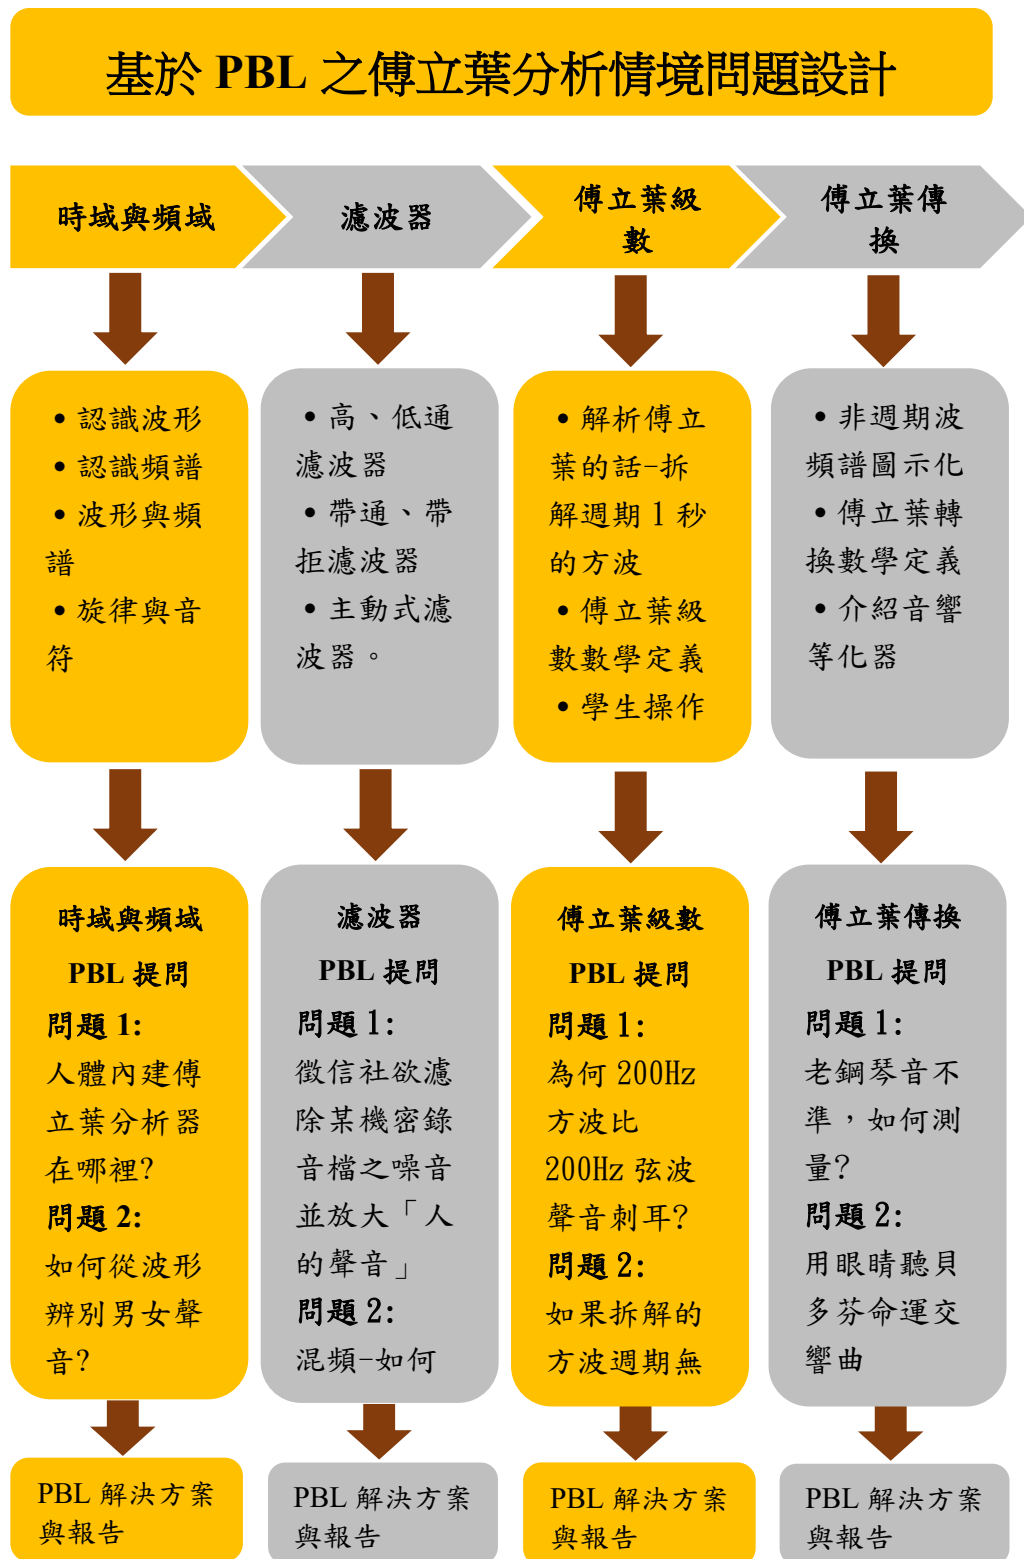 基於 PBL 之傅立葉分析情境問題設計
時域與頻域
濾波器
傅立葉級
數
傅立葉傳
換
• 認識波形
• 認識頻譜
• 波形與頻
譜
• 旋律與音
符
• 高、低通
濾波器
• 帶通、帶
拒濾波器
• 主動式濾
波器。
• 解析傅立
葉的話-拆
解週期 1 秒
的方波
• 傅立葉級
數數學定義
• 學生操作
• 非週期波
頻譜圖示化
• 傅立葉轉
換數學定義
• 介紹音響
等化器
時域與頻域
PBL 提問
問題 1:
人體內建傅
立葉分析器
在哪裡?
問題 2:
如何從波形
辨別男女聲
音?
濾波器
PBL 提問
問題 1:
徵信社欲濾
除某機密錄
音檔之噪音
並放大「人
的聲音」
問題 2:
混頻-如何
傅立葉級數
PBL 提問
問題 1:
為何 200Hz
方波比
200Hz 弦波
聲音刺耳?
問題 2:
如果拆解的
方波週期無
傅立葉傳換
PBL 提問
問題 1:
老鋼琴音不
準，如何測
量?
問題 2:
用眼睛聽貝
多芬命運交
響曲
PBL 解決方案
與報告
PBL 解決方案
與報告
PBL 解決方案
與報告
PBL 解決方案
與報告